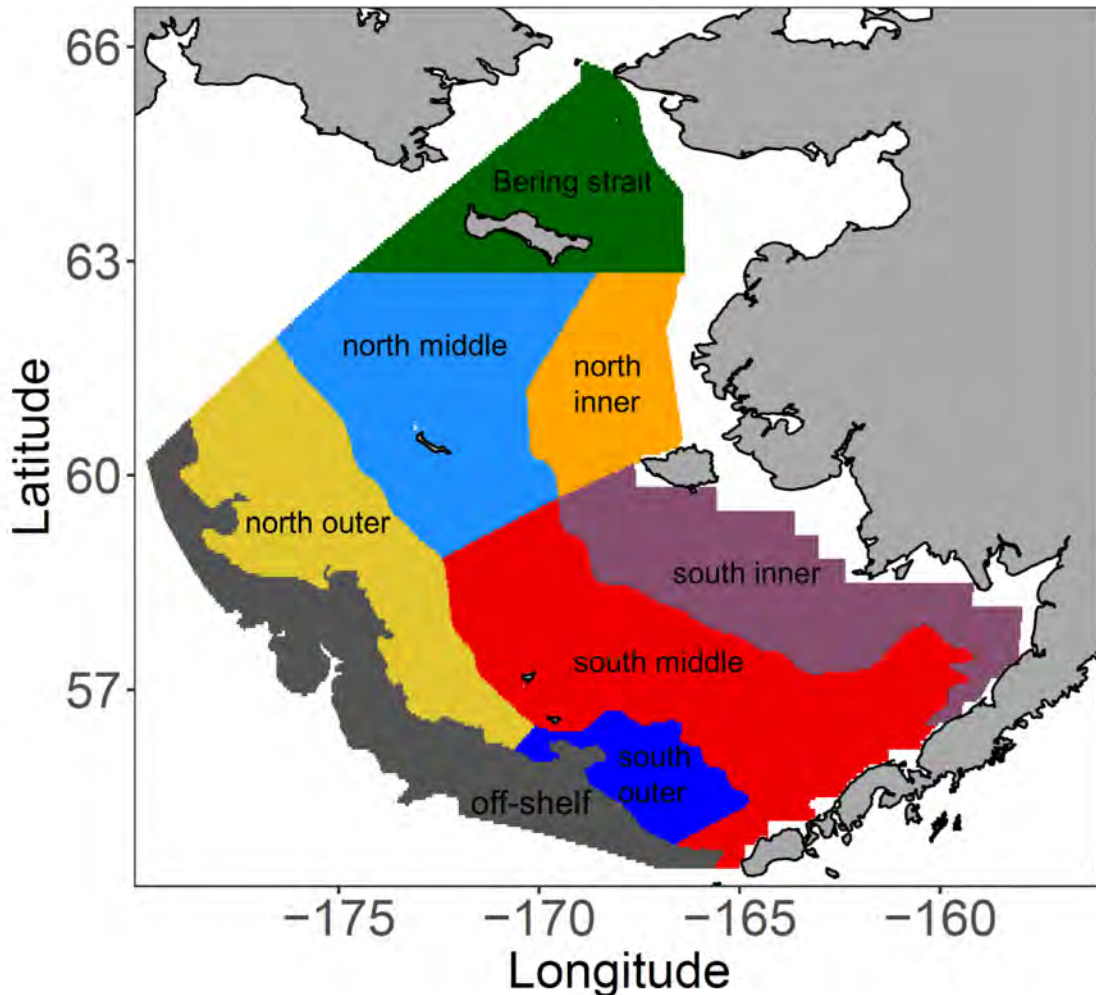 66
Bering strait
63
north middle
north
inner
60
north outer
south inner
south middle
57
south
outer
off-shelf
−175
−170
−165
−160
Latitude
Longitude